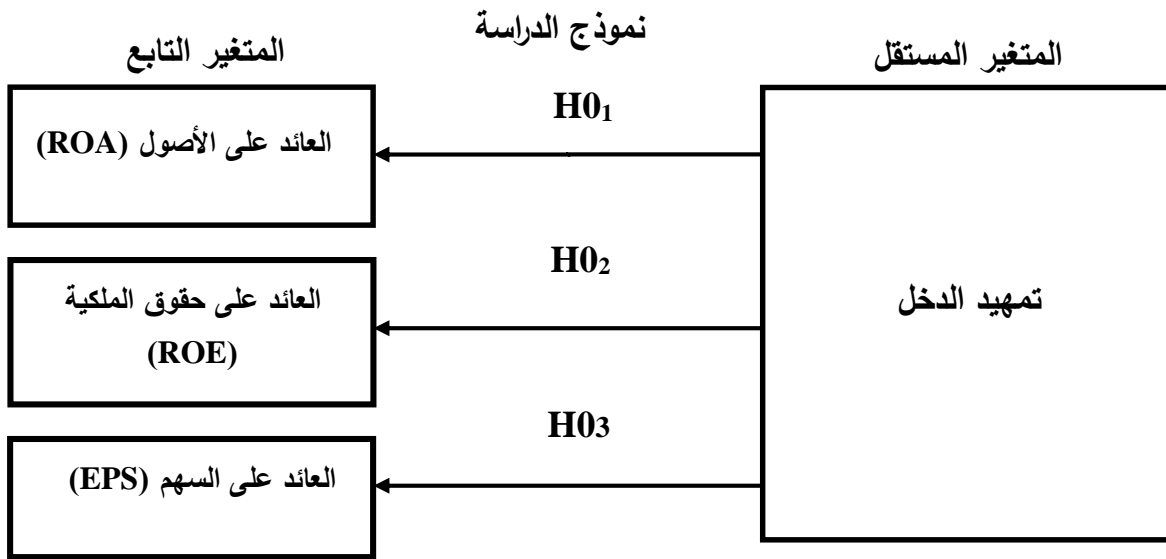 نموذج الدراسة
المتغير المستقل
المتغير التابع
تمهيد الدخل
H0₁
العائد على الأصول (ROA)
H0₂
العائد على حقوق الملكية
(ROE)
H03
العائد على السهم (EPS)